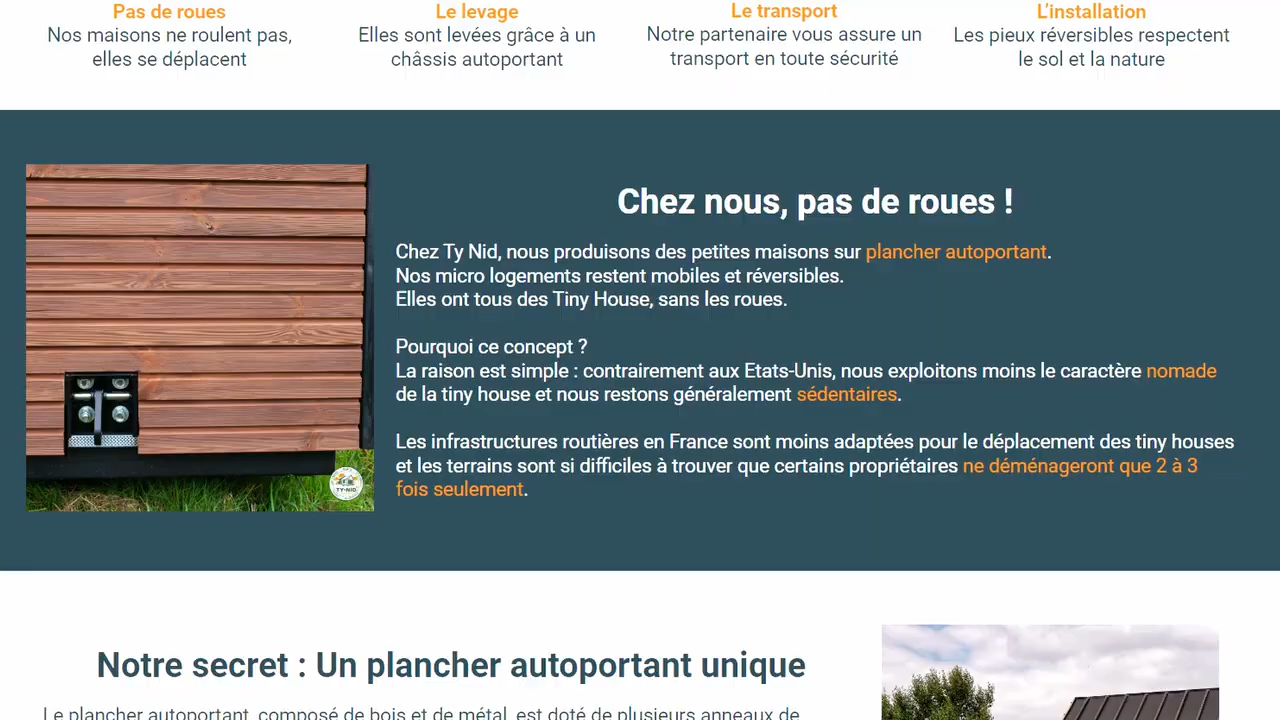 Pas de roues
Nos maisons ne roulent pas,
elles se déplacent
Le levage
Elles sont levées grâce à un
châssis autoportant
Le transport
Notre partenaire vous assure un
transport en toute sécurité
L'installation
Les pieux réversibles respectent
le sol et la nature
Chez nous, pas de roues !
Chez Ty Nid, nous produisons des petites maisons sur plancher autoportant.
Nos micro logements restent mobiles et réversibles.
Elles ont tous des Tiny House, sans les roues.
Pourquoi ce concept ?
La raison est simple : contrairement aux Etats-Unis, nous exploitons moins le caractère nomade
de la tiny house et nous restons généralement sédentaires.
Les infrastructures routières en France sont moins adaptées pour le déplacement des tiny houses
et les terrains sont si difficiles à trouver que certains propriétaires ne déménageront que 2 à 3
fois seulement.
TY-NID
Notre secret : Un plancher autoportant unique
Le plancher autoportant, composé de bois et de métal, est doté de plusieurs anneaux de